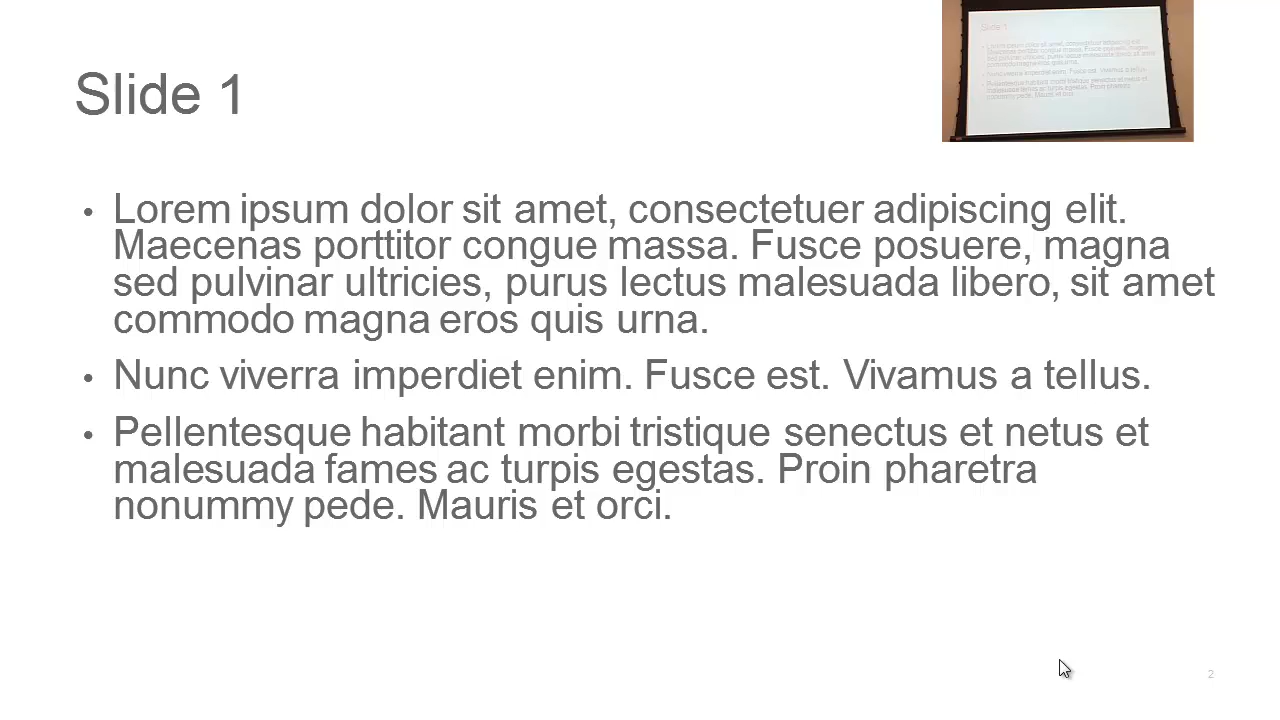 Slide 1
• Lorem ipsum dolor sit amet, consectetuer adipiscing elit.
Maecenas porttitor congue massa. Fusce posuere, magna
sed pulvinar ultricies, purus lectus malesuada libero, sit amet
commodo magna eros quis urna.
• Nunc viverra imperdiet enim. Fusce est. Vivamus a tellus.
• Pellentesque habitant morbi tristique senectus et netus et
malesuada fames ac turpis egestas. Proin pharetra
nonummy pede. Mauris et orci.
2
Slide 1